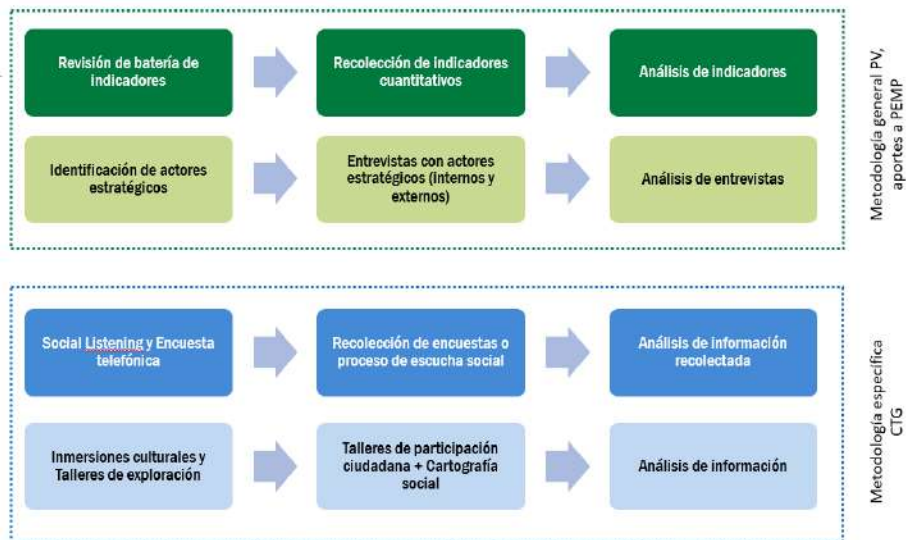 Revisión de batería de
indicadores
Recolección de indicadores
cuantitativos
Análisis de indicadores
Identificación de actores
estratégicos
Entrevistas con actores
estratégicos (internos y
externos)
Análisis de entrevistas
Metodología general PV,
aportes a PEMP
Social Listening y Encuesta
telefónica
Recolección de encuestas o
proceso de escucha social
Análisis de información
recolectada
Inmersiones culturales y
Talleres de exploración
Talleres de participación
ciudadana + Cartografía
social
Análisis de información
Metodología específica
CTG